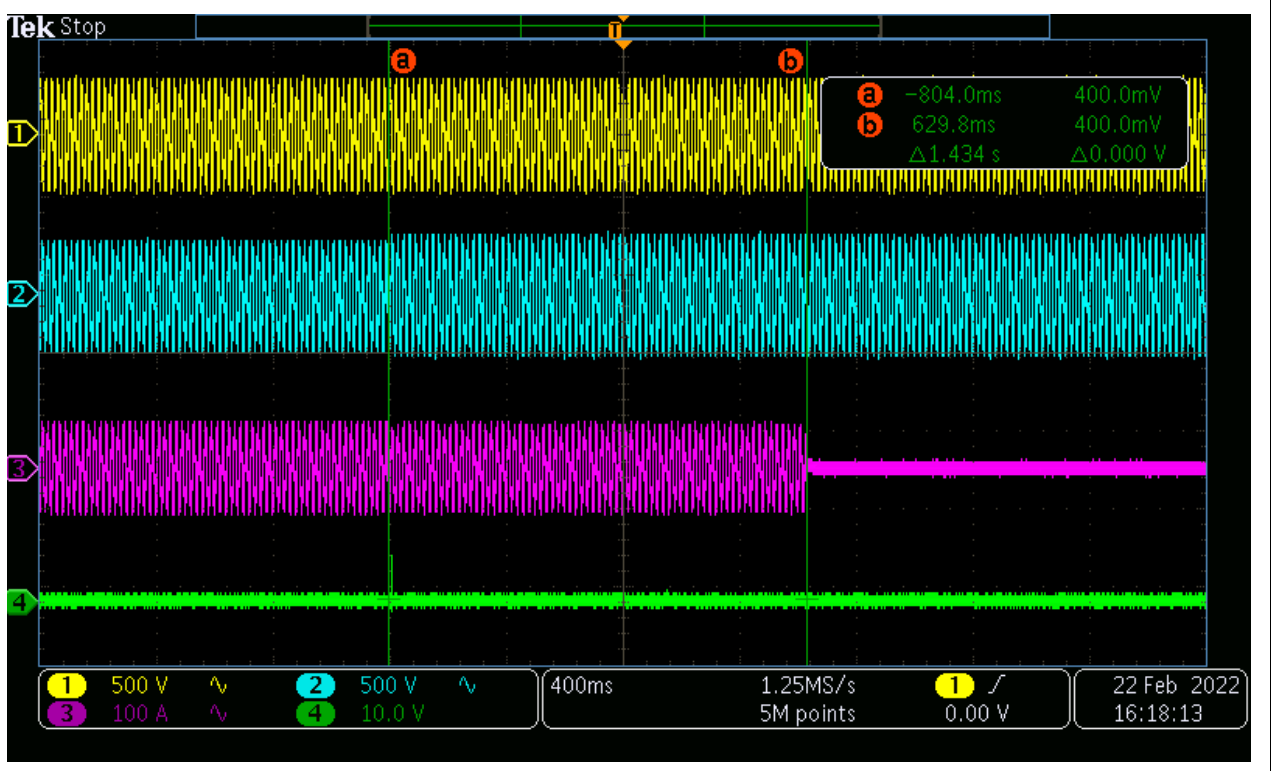 Tek Stop
T
a b
a -804.0ms 400.0mV
b 629.8ms 400.0mV
△1.434 s △0.000 V
1
2
3
4
1 500 V ∿ 2 500 V ∿ 400ms 1.25MS/s 1 ƒ 22 Feb 2022
3 100 A ∿ 4 10.0 V 5M points 0.00 V 16:18:13